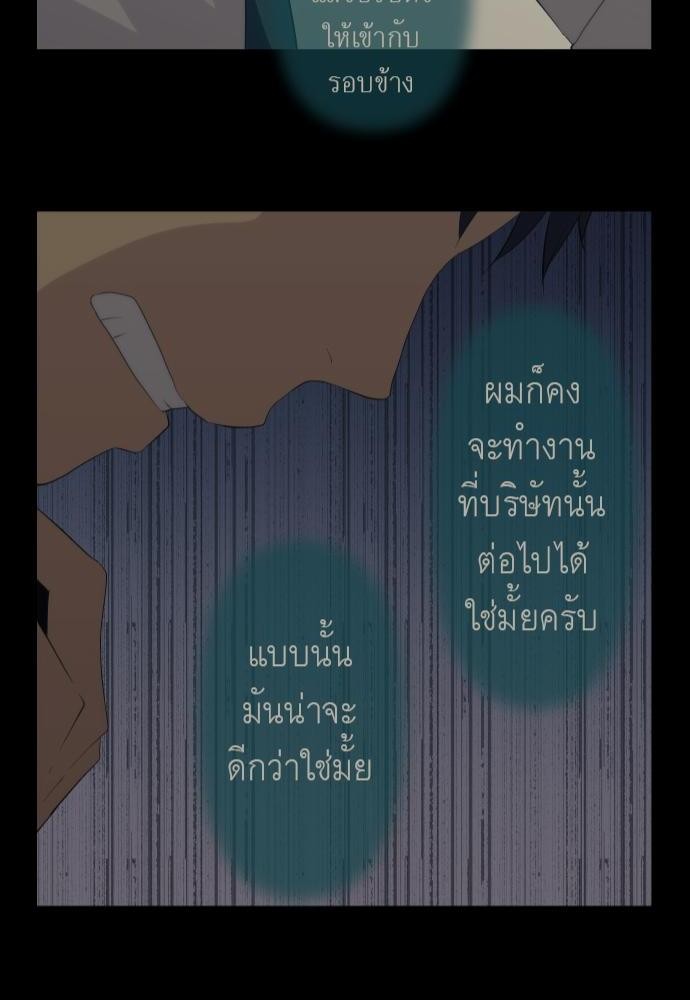 ให้เข้ากับ
รอบข้าง
ผมก็คง
จะทำงาน
ที่บริษัทนั้น
ต่อไปได้
ใช่มั้ยครับ
แบบนั้น
มันน่าจะ
ดีกว่าใช่มั้ย